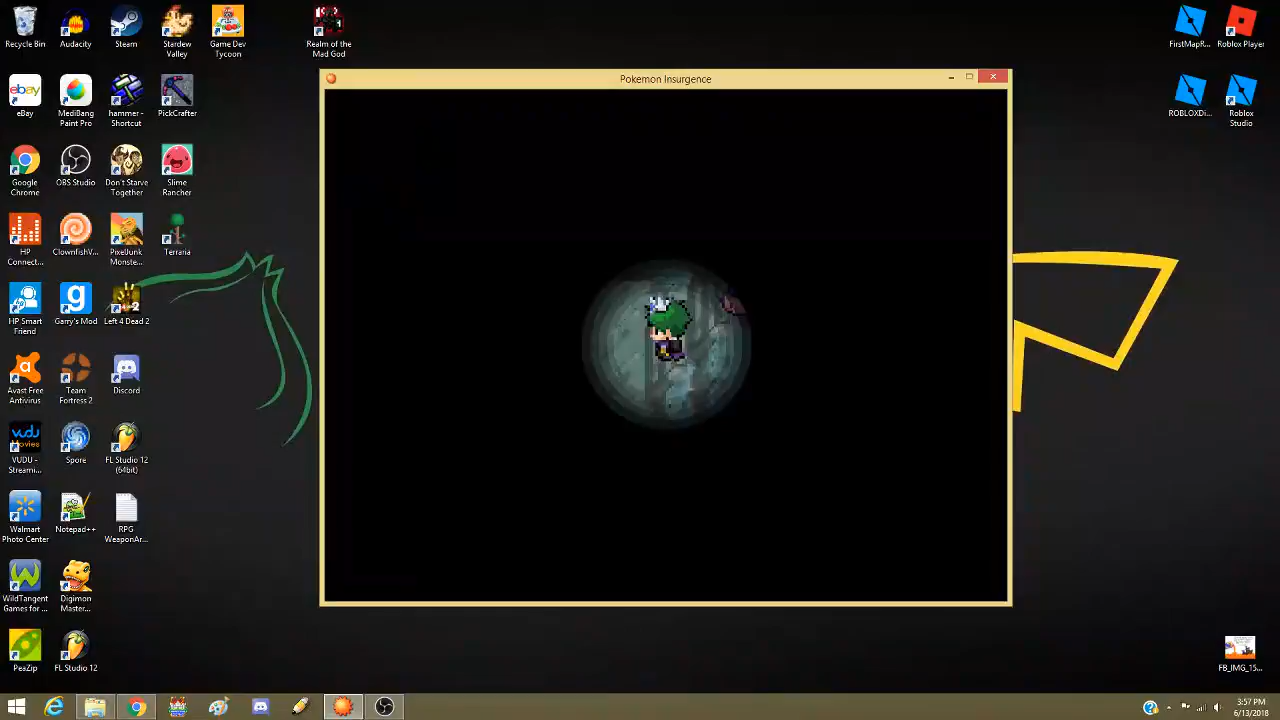 Recycle Bin
Audacity
Steam
Stardew
Valley
Game Dev
Tycoon
Realm of the
Mad God
FirstMapR...
Roblox Player
eBay
MediBang
Paint Pro
hammer -
Shortcut
PickCrafter
ROBLOXDi...
Roblox
Studio
Google
Chrome
OBS Studio
Don't Starve
Together
Slime
Rancher
HP
Connect...
ClownfishV...
PixelJunk
Monste...
Terraria
HP Smart
Friend
Garry's Mod
Left 4 Dead 2
Avast Free
Antivirus
Team
Fortress 2
Discord
VUDU -
Streami...
Spore
FL Studio 12
(64bit)
Walmart
Photo Center
Notepad++
RPG
WeaponAr...
WildTangent
Games for ...
Digimon
Master...
PeaZip
FL Studio 12
FB_IMG_15...
Pokemon Insurgence
ebay
vudu
MOVIES
3:57 PM
6/13/2018